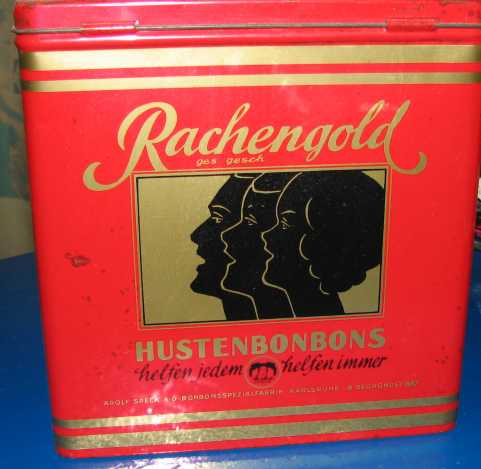 Rachengold
ges gesch
HUSTENBONBONS
helfen jedem helfen immer
ADOLF SPECK A.G. BONBONSSPEZIALFABRIK KARLSRUHE